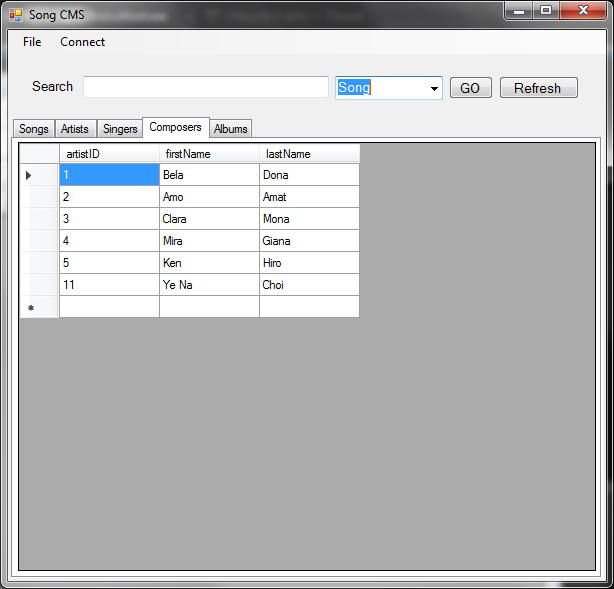 Song CMS
File Connect
Search Song GO Refresh
Songs Artists Singers Composers Albums
artistID firstName lastName
1 Bela Dona
2 Amo Amat
3 Clara Mona
4 Mira Giana
5 Ken Hiro
11 Ye Na Choi